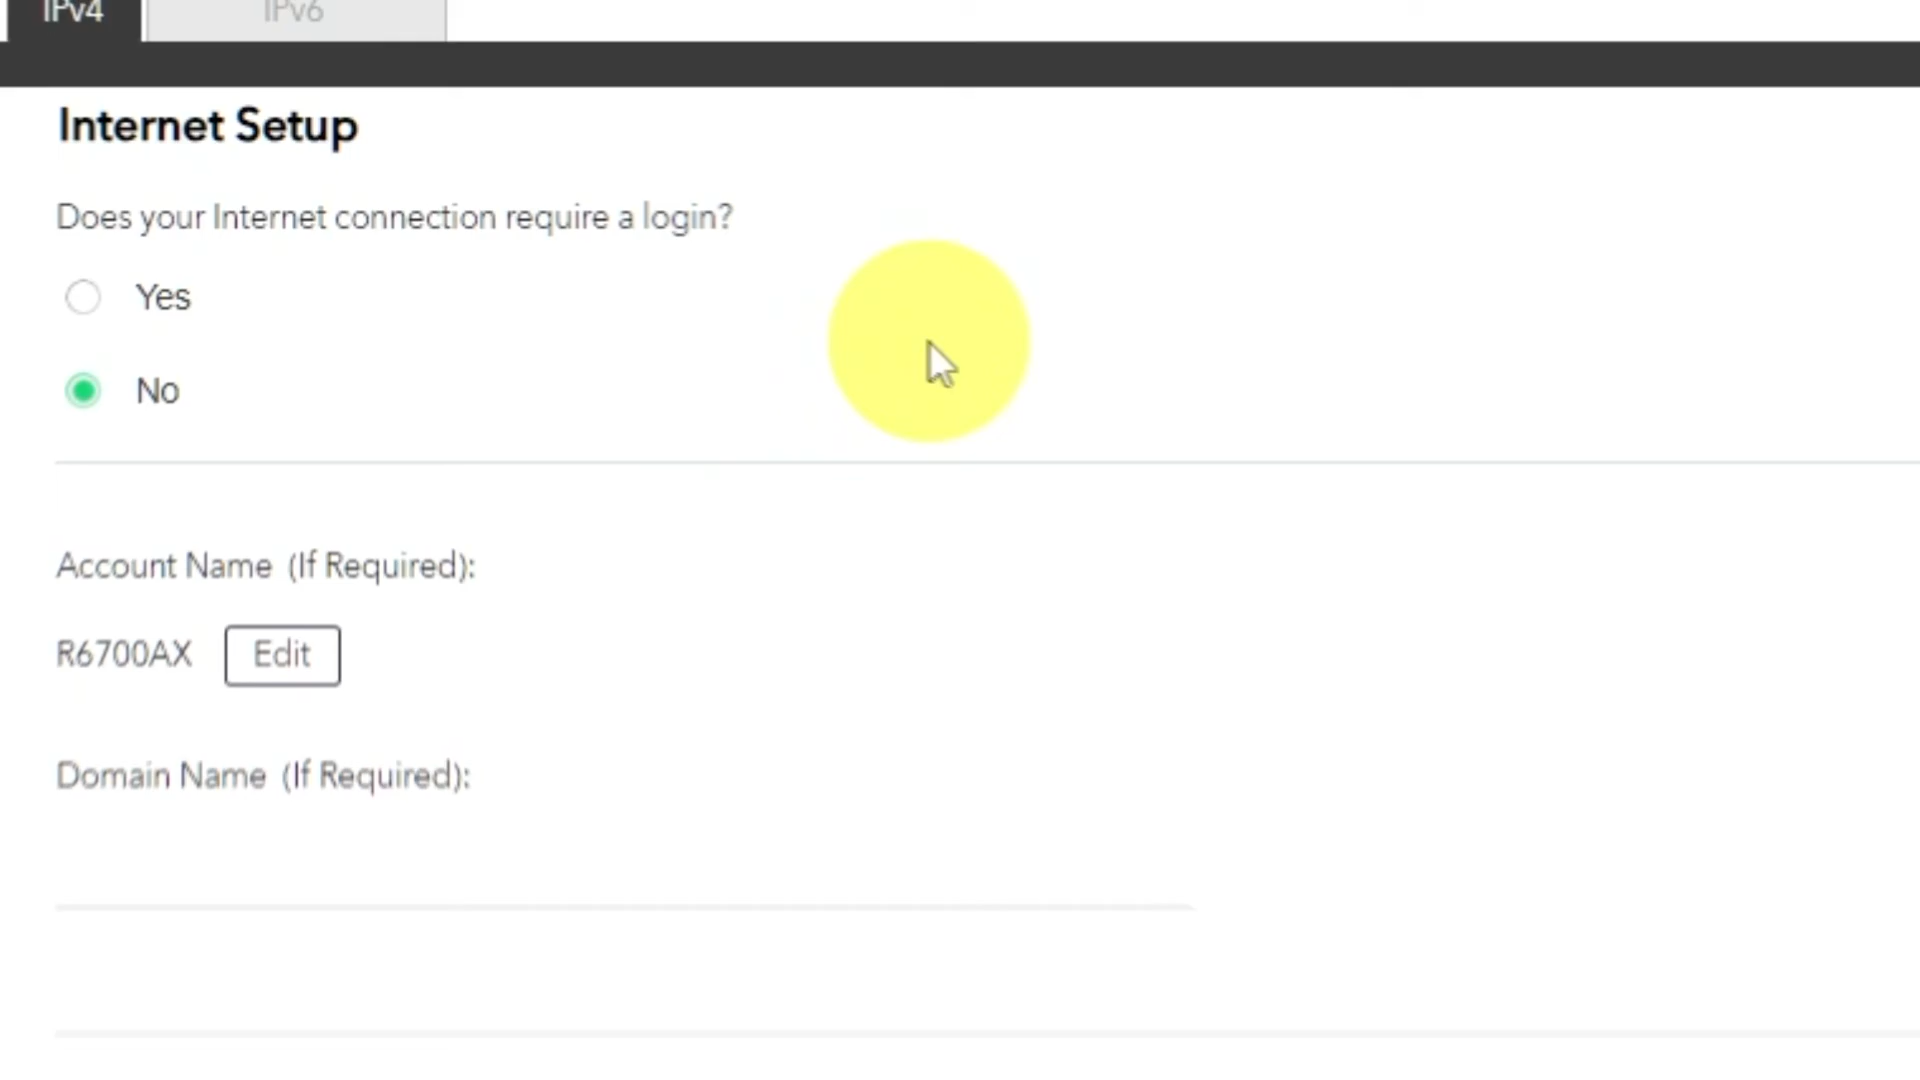 IPv4 IPv6
Internet Setup
Does your Internet connection require a login?
Yes
No
Account Name (If Required):
R6700AX Edit
Domain Name (If Required):